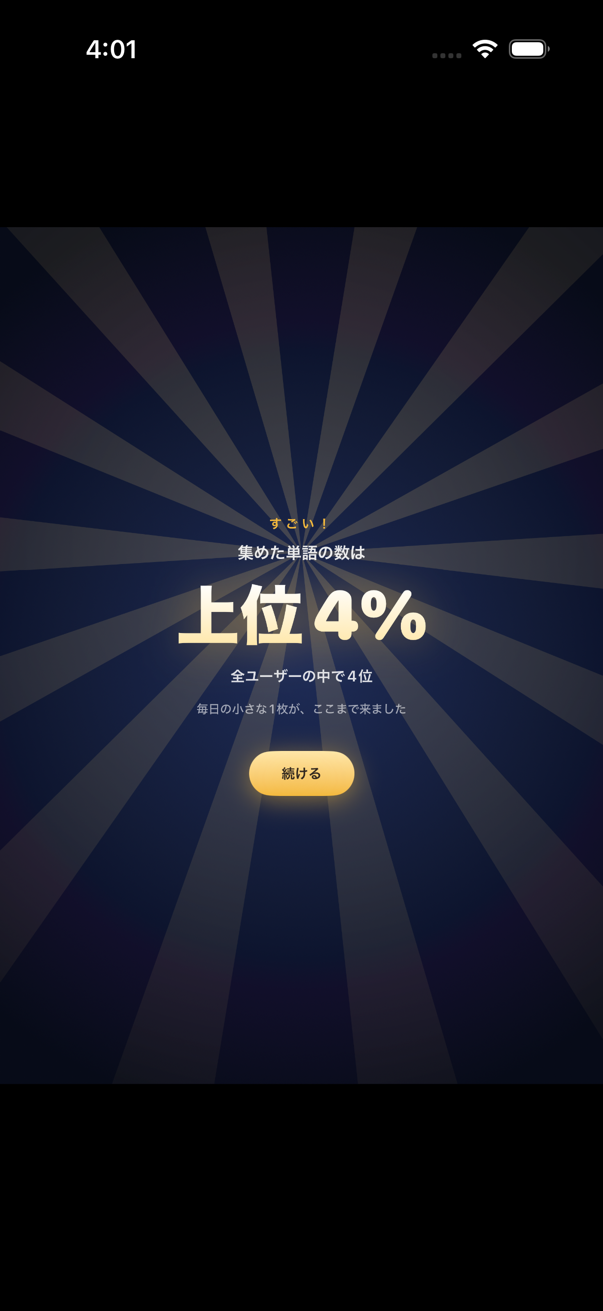 4:01
すごい！
集めた単語の数は
上位 4%
全ユーザーの中で4位
毎日の小さな1枚が、ここまで来ました
続ける